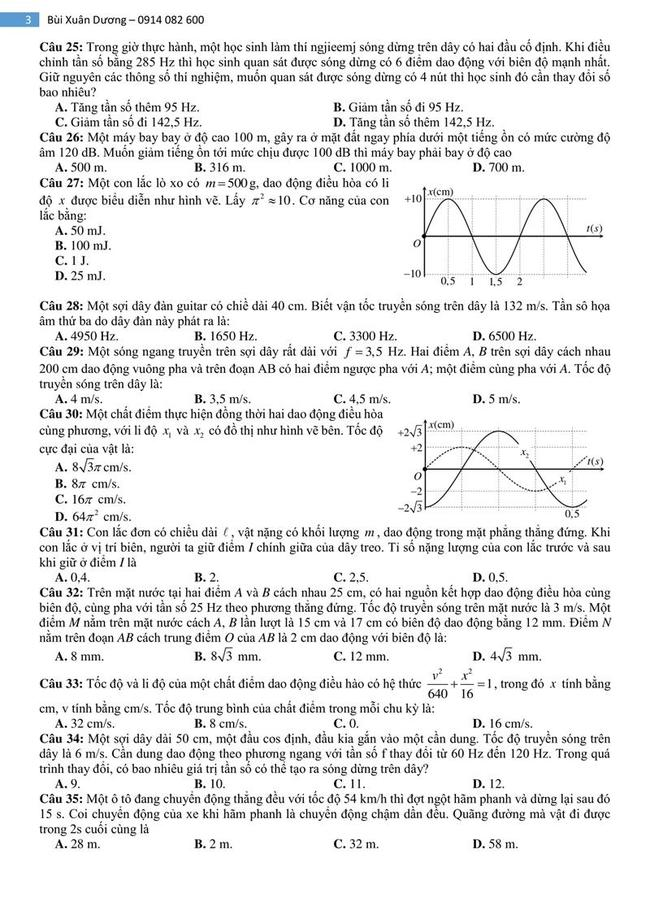 3 Bùi Xuân Dương – 0914 082 600
Câu 25: Trong giờ thực hành, một học sinh làm thí ngjieemj sóng dừng trên dây có hai đầu cố định. Khi điều
chỉnh tần số bằng 285 Hz thì học sinh quan sát được sóng dừng có 6 điểm dao động với biên độ mạnh nhất.
Giữ nguyên các thông số thí nghiệm, muốn quan sát được sóng dừng có 4 nút thì học sinh đó cần thay đổi số
bao nhiêu?
A. Tăng tần số thêm 95 Hz. B. Giảm tần số đi 95 Hz.
C. Giảm tần số đi 142,5 Hz. D. Tăng tần số thêm 142,5 Hz.
Câu 26: Một máy bay bay ở độ cao 100 m, gây ra ở mặt đất ngay phía dưới một tiếng ồn có mức cường độ
âm 120 dB. Muốn giảm tiếng ồn tới mức chịu được 100 dB thì máy bay phải bay ở độ cao
A. 500 m. B. 316 m. C. 1000 m. D. 700 m.
Câu 27: Một con lắc lò xo có m = 500 g, dao động điều hòa có li
độ x được biểu diễn như hình vẽ. Lấy π² ≈ 10. Cơ năng của con
lắc bằng:
A. 50 mJ.
B. 100 mJ.
C. 1 J.
D. 25 mJ.
x(cm)
+10
t(s)
O
−10
0,5 1 1,5 2
Câu 28: Một sợi dây đàn guitar có chiề dài 40 cm. Biết vận tốc truyền sóng trên dây là 132 m/s. Tần sô họa
âm thứ ba do dây đàn này phát ra là:
A. 4950 Hz. B. 1650 Hz. C. 3300 Hz. D. 6500 Hz.
Câu 29: Một sóng ngang truyền trên sợi dây rất dài với f = 3,5 Hz. Hai điểm A, B trên sợi dây cách nhau
200 cm dao động vuông pha và trên đoạn AB có hai điểm ngược pha với A; một điểm cùng pha với A. Tốc độ
truyền sóng trên dây là:
A. 4 m/s. B. 3,5 m/s. C. 4,5 m/s. D. 5 m/s.
Câu 30: Một chất điểm thực hiện đồng thời hai dao động điều hòa
cùng phương, với li độ x₁ và x₂ có đồ thị như hình vẽ bên. Tốc độ
cực đại của vật là:
A. 8√3π cm/s.
B. 8π cm/s.
C. 16π cm/s.
D. 64π² cm/s.
x(cm)
+2√3
+2
x₂
t(s)
O
x₁
−2
−2√3
0,5
Câu 31: Con lắc đơn có chiều dài ℓ, vật nặng có khối lượng m, dao động trong mặt phẳng thẳng đứng. Khi
con lắc ở vị trí biên, người ta giữ điểm I chính giữa của dây treo. Tỉ số năng lượng của con lắc trước và sau
khi giữ ở điểm I là
A. 0,4. B. 2. C. 2,5. D. 0,5.
Câu 32: Trên mặt nước tại hai điểm A và B cách nhau 25 cm, có hai nguồn kết hợp dao động điều hòa cùng
biên độ, cùng pha với tần số 25 Hz theo phương thẳng đứng. Tốc độ truyền sóng trên mặt nước là 3 m/s. Một
điểm M nằm trên mặt nước cách A, B lần lượt là 15 cm và 17 cm có biên độ dao động bằng 12 mm. Điểm N
nằm trên đoạn AB cách trung điểm O của AB là 2 cm dao động với biên độ là:
A. 8 mm. B. 8√3 mm. C. 12 mm. D. 4√3 mm.
Câu 33: Tốc độ và li độ của một chất điểm dao động điều hào có hệ thức v²/640 + x²/16 = 1, trong đó x tính bằng
cm, v tính bằng cm/s. Tốc độ trung bình của chất điểm trong mỗi chu kỳ là:
A. 32 cm/s. B. 8 cm/s. C. 0. D. 16 cm/s.
Câu 34: Một sợi dây dài 50 cm, một đầu cos định, đầu kia gắn vào một cần dung. Tốc độ truyền sóng trên
dây là 6 m/s. Cần dung dao động theo phương ngang với tần số f thay đổi từ 60 Hz đến 120 Hz. Trong quá
trình thay đổi, có bao nhiêu giá trị tần số có thể tạo ra sóng dừng trên dây?
A. 9. B. 10. C. 11. D. 12.
Câu 35: Một ô tô đang chuyển động thẳng đều với tốc độ 54 km/h thì đợt ngột hãm phanh và dừng lại sau đó
15 s. Coi chuyển động của xe khi hãm phanh là chuyển động chậm dần đều. Quãng đường mà vật đi được
trong 2s cuối cùng là
A. 28 m. B. 2 m. C. 32 m. D. 58 m.